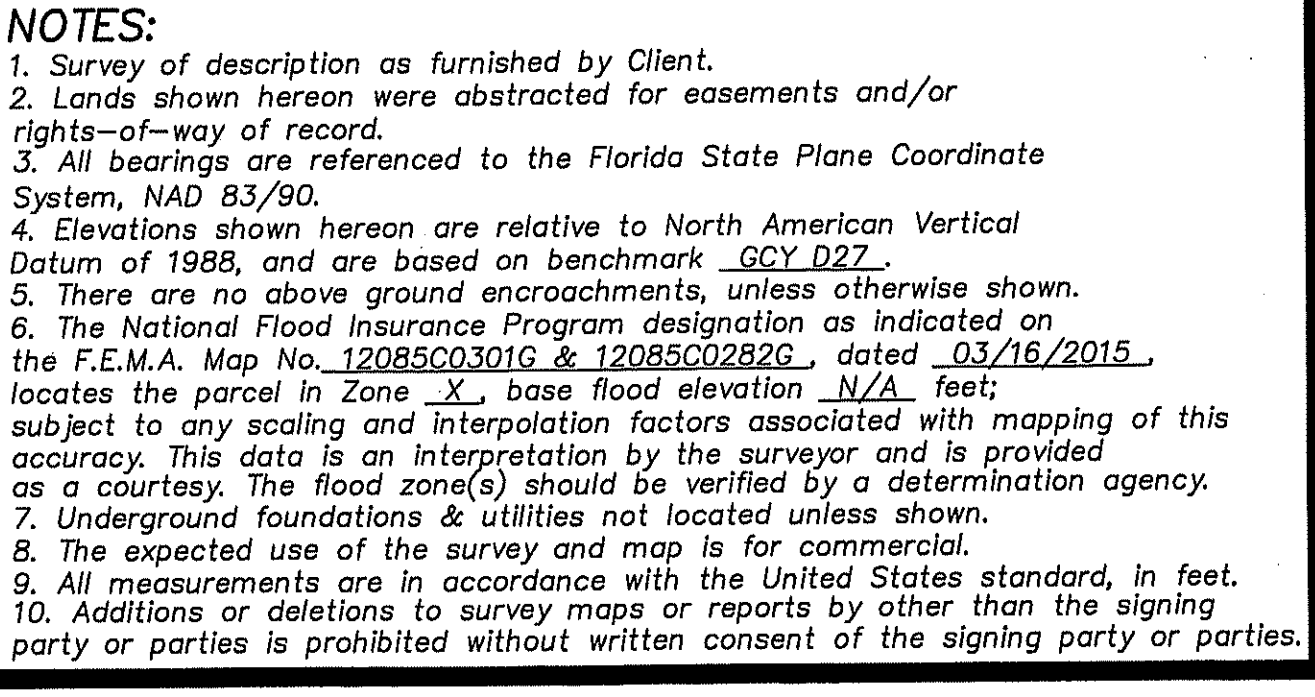 NOTES:
1. Survey of description as furnished by Client.
2. Lands shown hereon were abstracted for easements and/or
rights-of-way of record.
3. All bearings are referenced to the Florida State Plane Coordinate
System, NAD 83/90.
4. Elevations shown hereon are relative to North American Vertical
Datum of 1988, and are based on benchmark GCY D27.
5. There are no above ground encroachments, unless otherwise shown.
6. The National Flood Insurance Program designation as indicated on
the F.E.M.A. Map No. 12085C0301G & 12085C0282G, dated 03/16/2015,
locates the parcel in Zone X, base flood elevation N/A feet;
subject to any scaling and interpolation factors associated with mapping of this
accuracy. This data is an interpretation by the surveyor and is provided
as a courtesy. The flood zone(s) should be verified by a determination agency.
7. Underground foundations & utilities not located unless shown.
8. The expected use of the survey and map is for commercial.
9. All measurements are in accordance with the United States standard, in feet.
10. Additions or deletions to survey maps or reports by other than the signing
party or parties is prohibited without written consent of the signing party or parties.